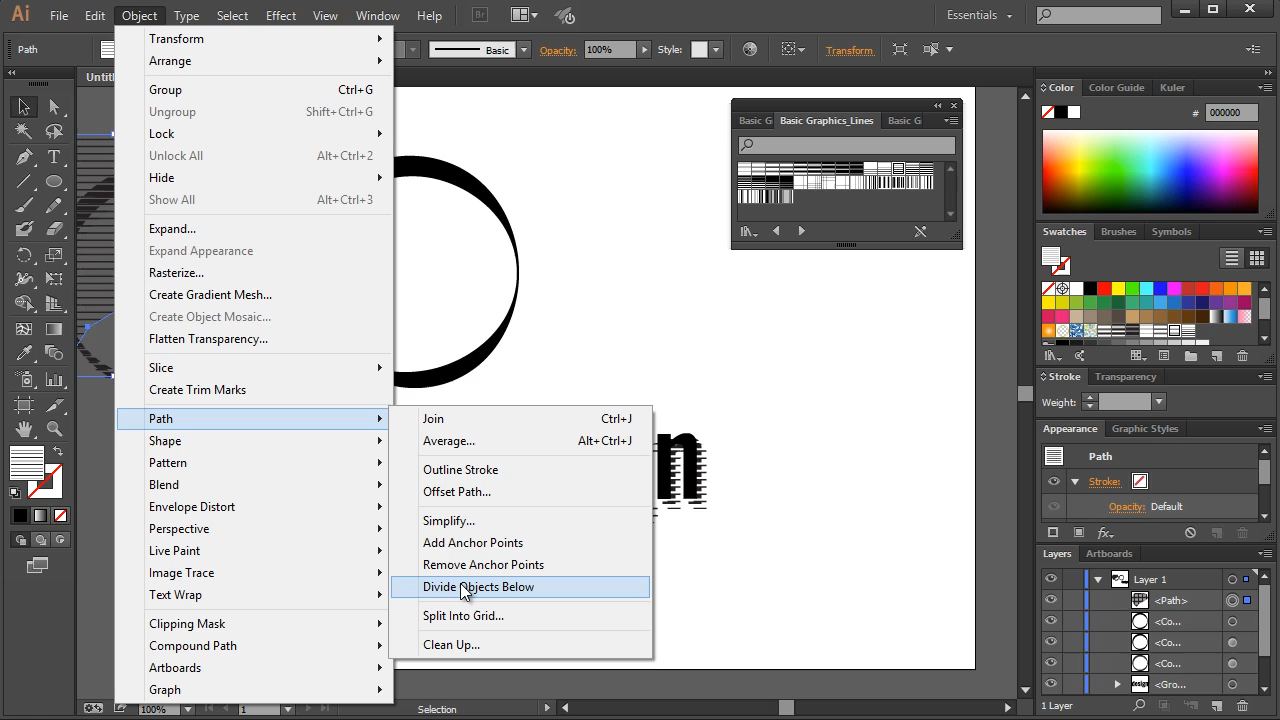 Ai File Edit Object Type Select Effect View Window Help Br Essentials
Path Basic Opacity: 100% Style: Transform
Untit
Transform
Arrange
Group Ctrl+G
Ungroup Shift+Ctrl+G
Lock
Unlock All Alt+Ctrl+2
Hide
Show All Alt+Ctrl+3
Expand...
Expand Appearance
Rasterize...
Create Gradient Mesh...
Create Object Mosaic...
Flatten Transparency...
Slice
Create Trim Marks
Path
Shape
Pattern
Blend
Envelope Distort
Perspective
Live Paint
Image Trace
Text Wrap
Clipping Mask
Compound Path
Artboards
Graph
Join Ctrl+J
Average... Alt+Ctrl+J
Outline Stroke
Offset Path...
Simplify...
Add Anchor Points
Remove Anchor Points
Divide Objects Below
Split Into Grid...
Clean Up...
n
Basic G Basic Graphics_Lines Basic G
Color Color Guide Kuler
# 000000
Swatches Brushes Symbols
Stroke Transparency
Weight:
Appearance Graphic Styles
Path
Stroke:
Opacity: Default
fx
Layers Artboards
Layer 1
<Path>
<Co...
<Co...
<Co...
design <Gro...
1 Layer
100% 1 Selection